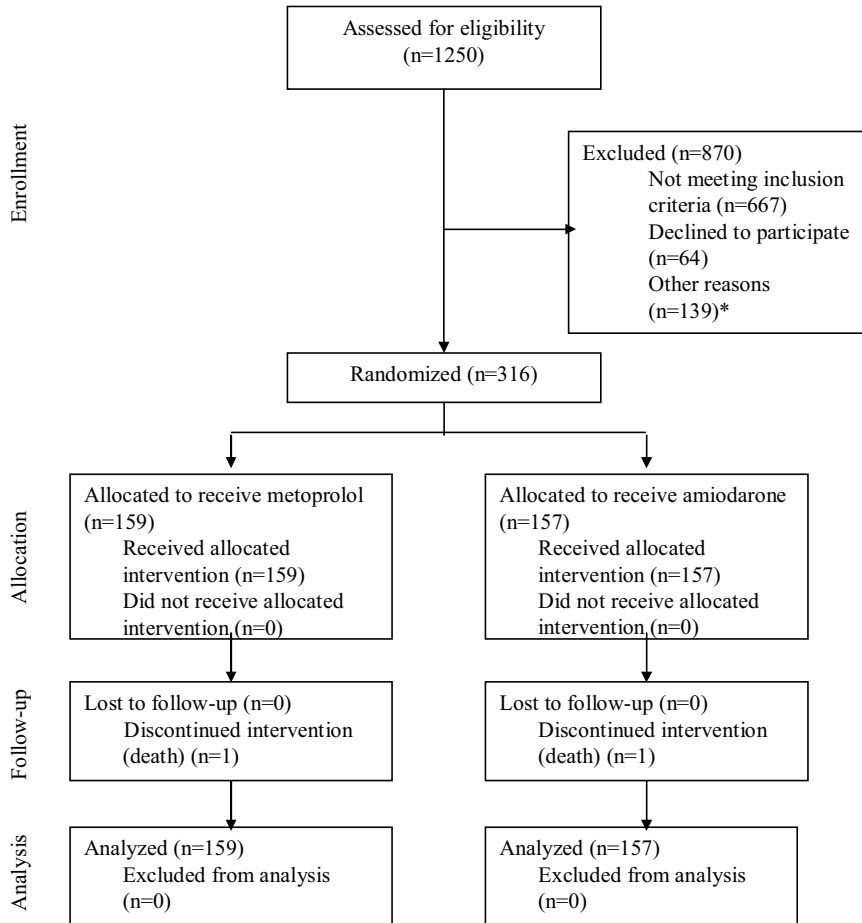 Assessed for eligibility
(n=1250)
Enrollment
Excluded (n=870)
Not meeting inclusion
criteria (n=667)
Declined to participate
(n=64)
Other reasons
(n=139)*
Randomized (n=316)
Allocation
Allocated to receive metoprolol
(n=159)
Received allocated
intervention (n=159)
Did not receive allocated
intervention (n=0)
Allocated to receive amiodarone
(n=157)
Received allocated
intervention (n=157)
Did not receive allocated
intervention (n=0)
Follow-up
Lost to follow-up (n=0)
Discontinued intervention
(death) (n=1)
Lost to follow-up (n=0)
Discontinued intervention
(death) (n=1)
Analysis
Analyzed (n=159)
Excluded from analysis
(n=0)
Analyzed (n=157)
Excluded from analysis
(n=0)